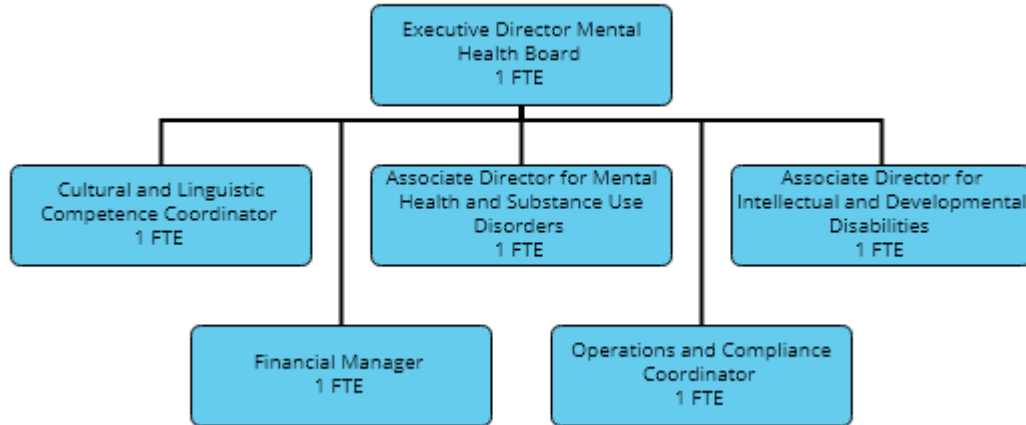 Executive Director Mental
Health Board
1 FTE
Cultural and Linguistic
Competence Coordinator
1 FTE
Associate Director for Mental
Health and Substance Use
Disorders
1 FTE
Associate Director for
Intellectual and Developmental
Disabilities
1 FTE
Financial Manager
1 FTE
Operations and Compliance
Coordinator
1 FTE